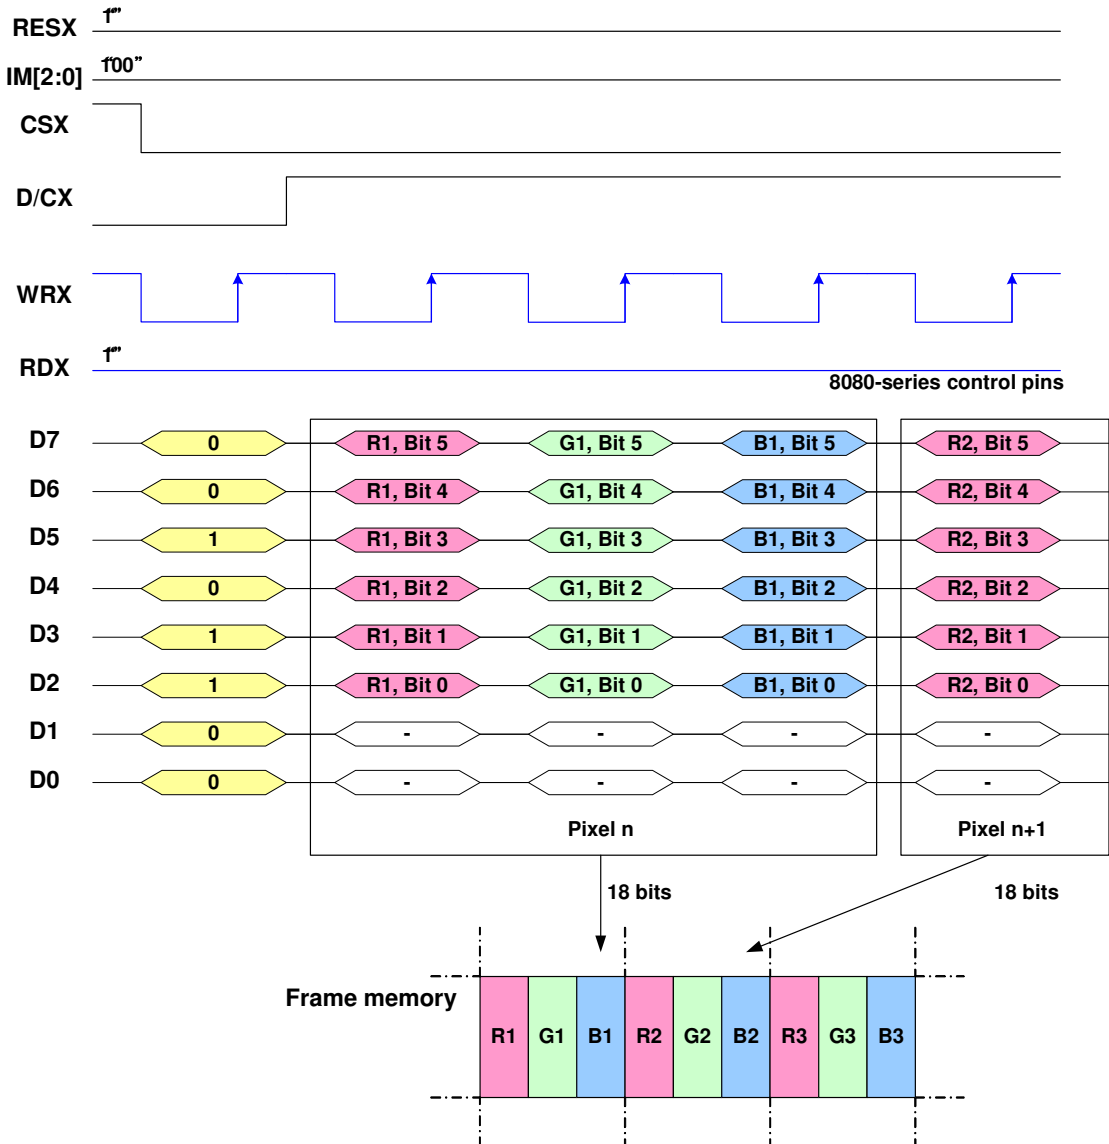 RESX 1"
IM[2:0] 100"
CSX
D/CX
WRX
RDX 1"
8080-series control pins
D7 0 R1, Bit 5 G1, Bit 5 B1, Bit 5 R2, Bit 5
D6 0 R1, Bit 4 G1, Bit 4 B1, Bit 4 R2, Bit 4
D5 1 R1, Bit 3 G1, Bit 3 B1, Bit 3 R2, Bit 3
D4 0 R1, Bit 2 G1, Bit 2 B1, Bit 2 R2, Bit 2
D3 1 R1, Bit 1 G1, Bit 1 B1, Bit 1 R2, Bit 1
D2 1 R1, Bit 0 G1, Bit 0 B1, Bit 0 R2, Bit 0
D1 0 - - - -
D0 0 - - - -
Pixel n Pixel n+1
18 bits 18 bits
Frame memory
R1 G1 B1 R2 G2 B2 R3 G3 B3